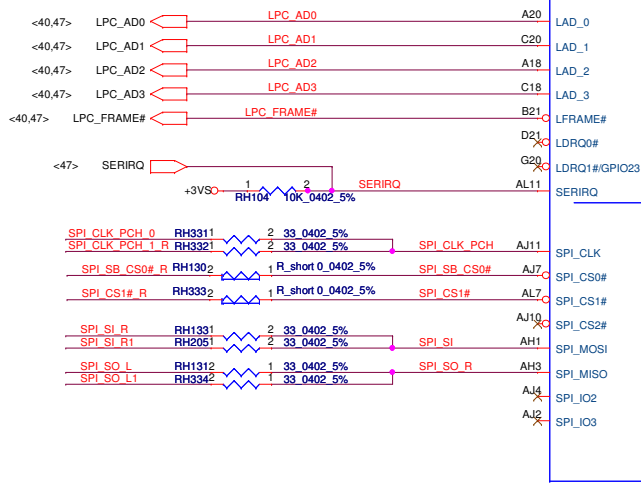 <40,47> LPC_AD0 LPC_AD0 A20 LAD_0
<40,47> LPC_AD1 LPC_AD1 C20 LAD_1
<40,47> LPC_AD2 LPC_AD2 A18 LAD_2
<40,47> LPC_AD3 LPC_AD3 C18 LAD_3
<40,47> LPC_FRAME# LPC_FRAME# B21 LFRAME#
D21 LDRQ0#
<47> SERIRQ G20 LDRQ1#/GPIO23
+3VS 1 2 SERIRQ AL11 SERIRQ
RH104 10K_0402_5%
SPI_CLK_PCH_0 RH331 1 2 33_0402_5%
SPI_CLK_PCH_1_R RH332 1 2 33_0402_5% SPI_CLK_PCH AJ11 SPI_CLK
SPI_SB_CS0#_R RH130 2 1 R_short 0_0402_5% SPI_SB_CS0# AJ7 SPI_CS0#
SPI_CS1#_R RH333 2 1 R_short 0_0402_5% SPI_CS1# AL7 SPI_CS1#
AJ10 SPI_CS2#
SPI_SI_R RH133 1 2 33_0402_5%
SPI_SI_R1 RH205 1 2 33_0402_5% SPI_SI AH1 SPI_MOSI
SPI_SO_L RH131 2 1 33_0402_5% SPI_SO_R AH3 SPI_MISO
SPI_SO_L1 RH334 2 1 33_0402_5%
AJ4 SPI_IO2
AJ2 SPI_IO3